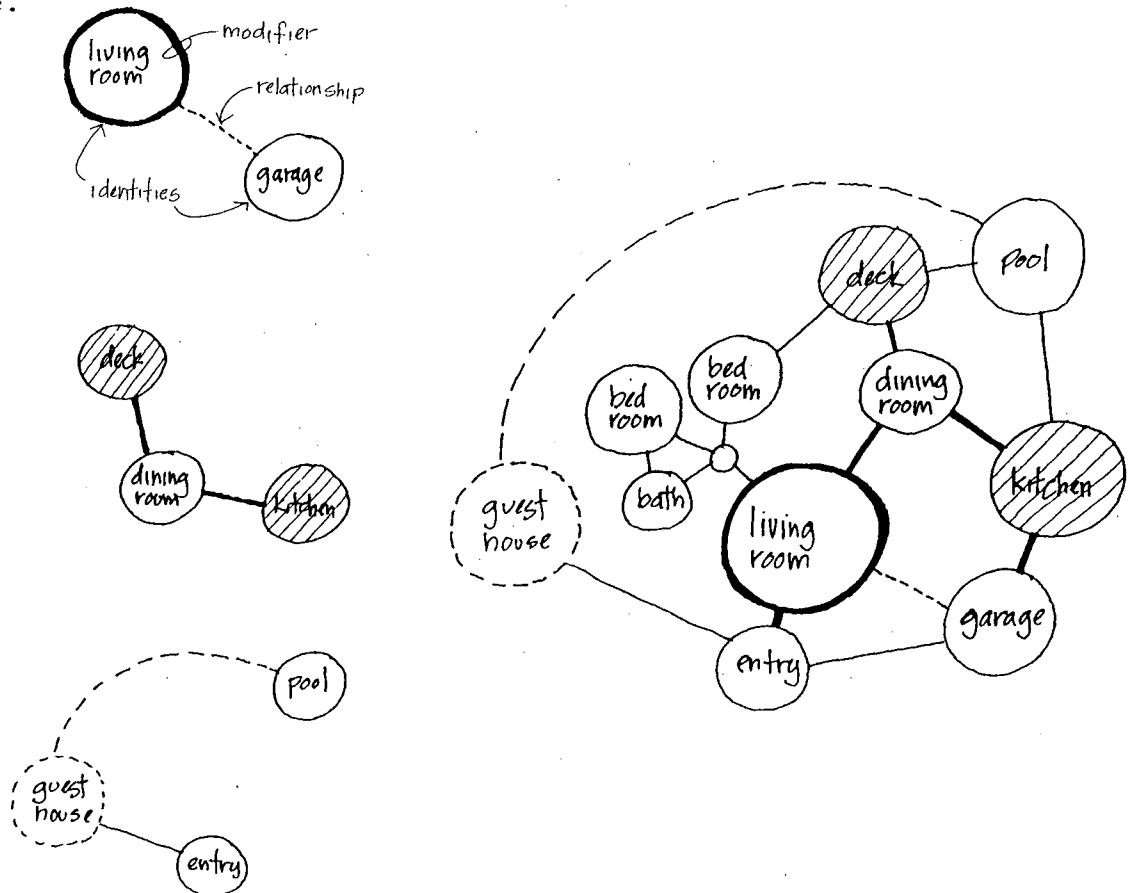 living
room
modifier
relationship
garage
identities
deck
dining
room
kitchen
pool
guest
house
entry
pool
deck
bed
room
bed
room
dining
room
bath
kitchen
guest
house
living
room
garage
entry